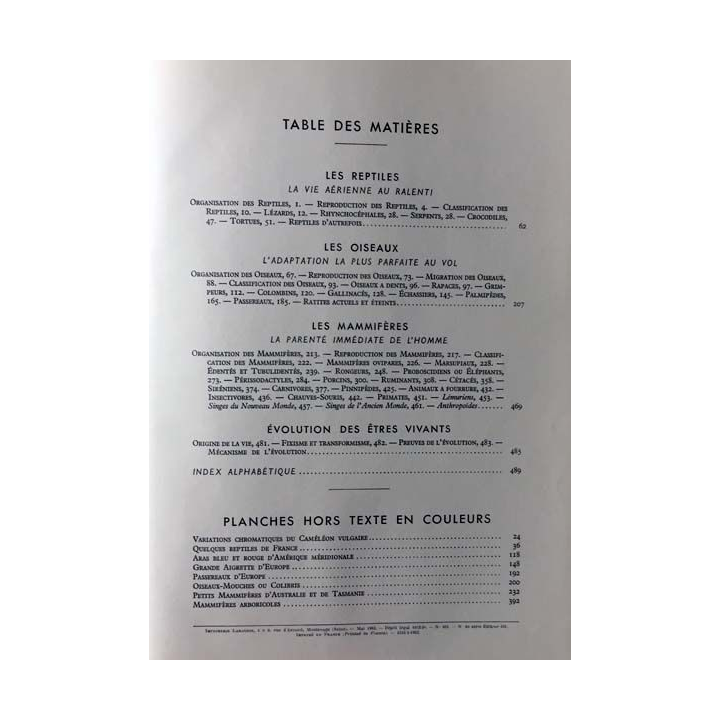 TABLE DES MATIÈRES
LES REPTILES
LA VIE AÉRIENNE AU RALENTI
Organisation des Reptiles, 1. — Reproduction des Reptiles, 4. — Classification des
Reptiles, 10. — Lézards, 12. — Rhynchocéphales, 28. — Serpents, 28. — Crocodiles,
47. — Tortues, 51. — Reptiles d'autrefois 62
LES OISEAUX
L'ADAPTATION LA PLUS PARFAITE AU VOL
Organisation des Oiseaux, 67. — Reproduction des Oiseaux, 73. — Migration des Oiseaux,
88. — Classification des Oiseaux, 93. — Oiseaux a dents, 96. — Rapaces, 97. — Grim-
peurs, 112. — Colombins, 120. — Gallinacés, 128. — Échassiers, 145. — Palmipèdes,
165. — Passereaux, 185. — Ratites actuels et éteints 207
LES MAMMIFÈRES
LA PARENTÉ IMMÉDIATE DE L'HOMME
Organisation des Mammifères, 213. — Reproduction des Mammifères, 217. — Classifi-
cation des Mammifères, 222. — Mammifères ovipares, 226. — Marsupiaux, 228. —
Édentés et Tubulidentés, 239. — Rongeurs, 248. — Proboscidiens ou Éléphants,
273. — Périssodactyles, 284. — Porcins, 300. — Ruminants, 308. — Cétacés, 358. —
Siréniens, 374. — Carnivores, 377. — Pinnipèdes, 425. — Animaux a fourrure, 432. —
Insectivores, 436. — Chauves-Souris, 442. — Primates, 451. — Lémuriens, 453. —
Singes du Nouveau Monde, 457. — Singes de l'Ancien Monde, 461. — Anthropoïdes 469
ÉVOLUTION DES ÊTRES VIVANTS
Origine de la vie, 481. — Fixisme et transformisme, 482. — Preuves de l'évolution, 483. —
Mécanisme de l'évolution 485
INDEX ALPHABÉTIQUE 489
PLANCHES HORS TEXTE EN COULEURS
Variations chromatiques du Caméléon vulgaire 24
Quelques reptiles de France 36
Aras bleu et rouge d'Amérique méridionale 118
Grande Aigrette d'Europe 148
Passereaux d'Europe 192
Oiseaux-Mouches ou Colibris 200
Petits Mammifères d'Australie et de Tasmanie 232
Mammifères arboricoles 392
Imprimerie Larousse, Montrouge (Seine). — Mai
Imprimé en France (Printed in France).